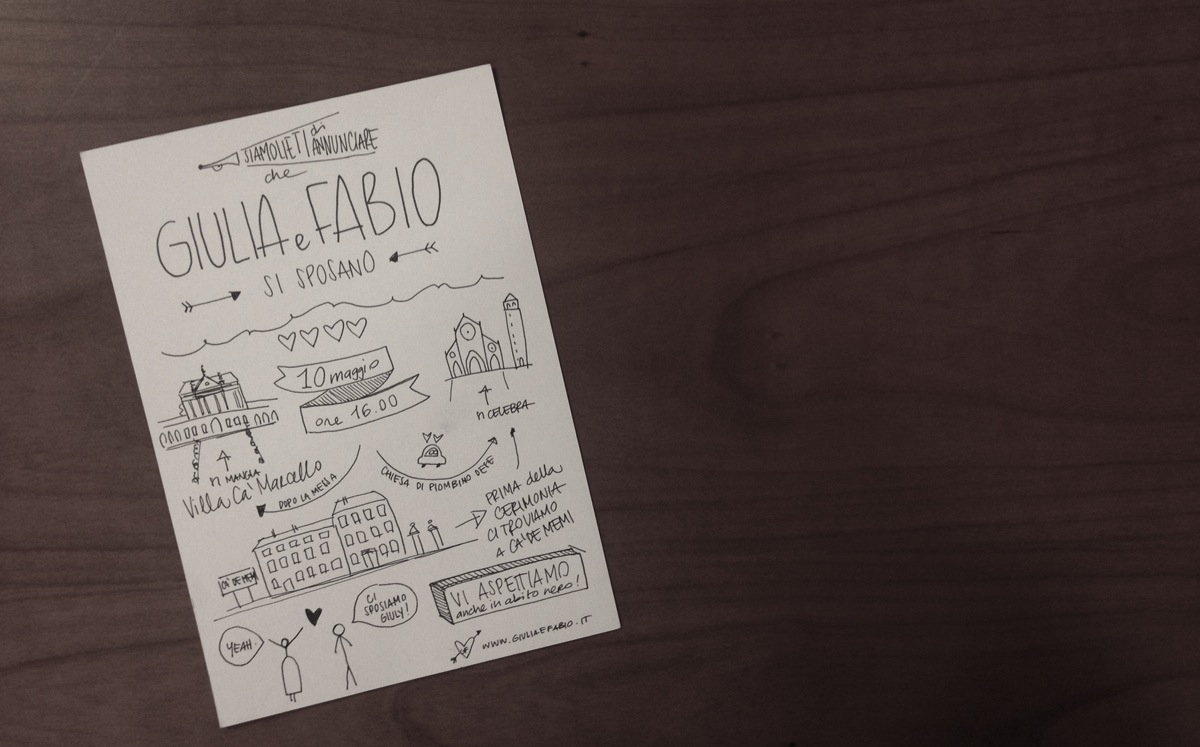 SIAMO LIETI di ANNUNCIARE
che
GIULIA e FABIO
SI SPOSANO
10 maggio
ore 16.00
SI CELEBRA
SI MANGIA
Villa Ca' Marcello
DOPO LA MESSA
CHIESA DI PIOMBINO DESE
PRIMA della
CERIMONIA
CI TROVIAMO
A CA' DE MEMI
CA' DE MEMI
VI ASPETTIAMO
anche in abito nero!
YEAH.
CI
SPOSIAMO
GIULY!
WWW.GIULIAEFABIO.IT